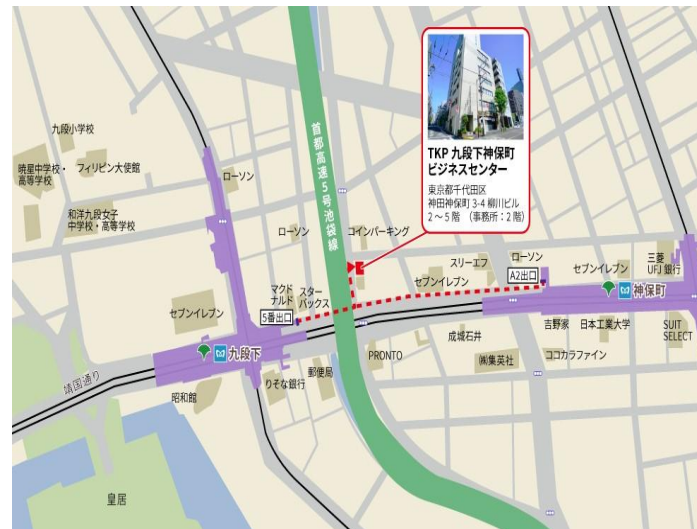 TKP 九段下神保町
ビジネスセンター
東京都千代田区
神田神保町 3-4 柳川ビル
2～5階 （事務所：2階）
首都高速5号池袋線
九段小学校
暁星中学校・
高等学校
フィリピン大使館
ローソン
和洋九段女子
中学校・高等学校
ローソン
コインパーキング
スリーエフ
ローソン
A2出口
三菱
UFJ 銀行
セブンイレブン
セブンイレブン
神保町
マクド
ナルド
スター
バックス
5番出口
セブンイレブン
九段下
靖国通り
昭和館
りそな銀行
郵便局
PRONTO
成城石井
㈱集英社
吉野家
日本工業大学
ココカラファイン
SUIT
SELECT
皇居